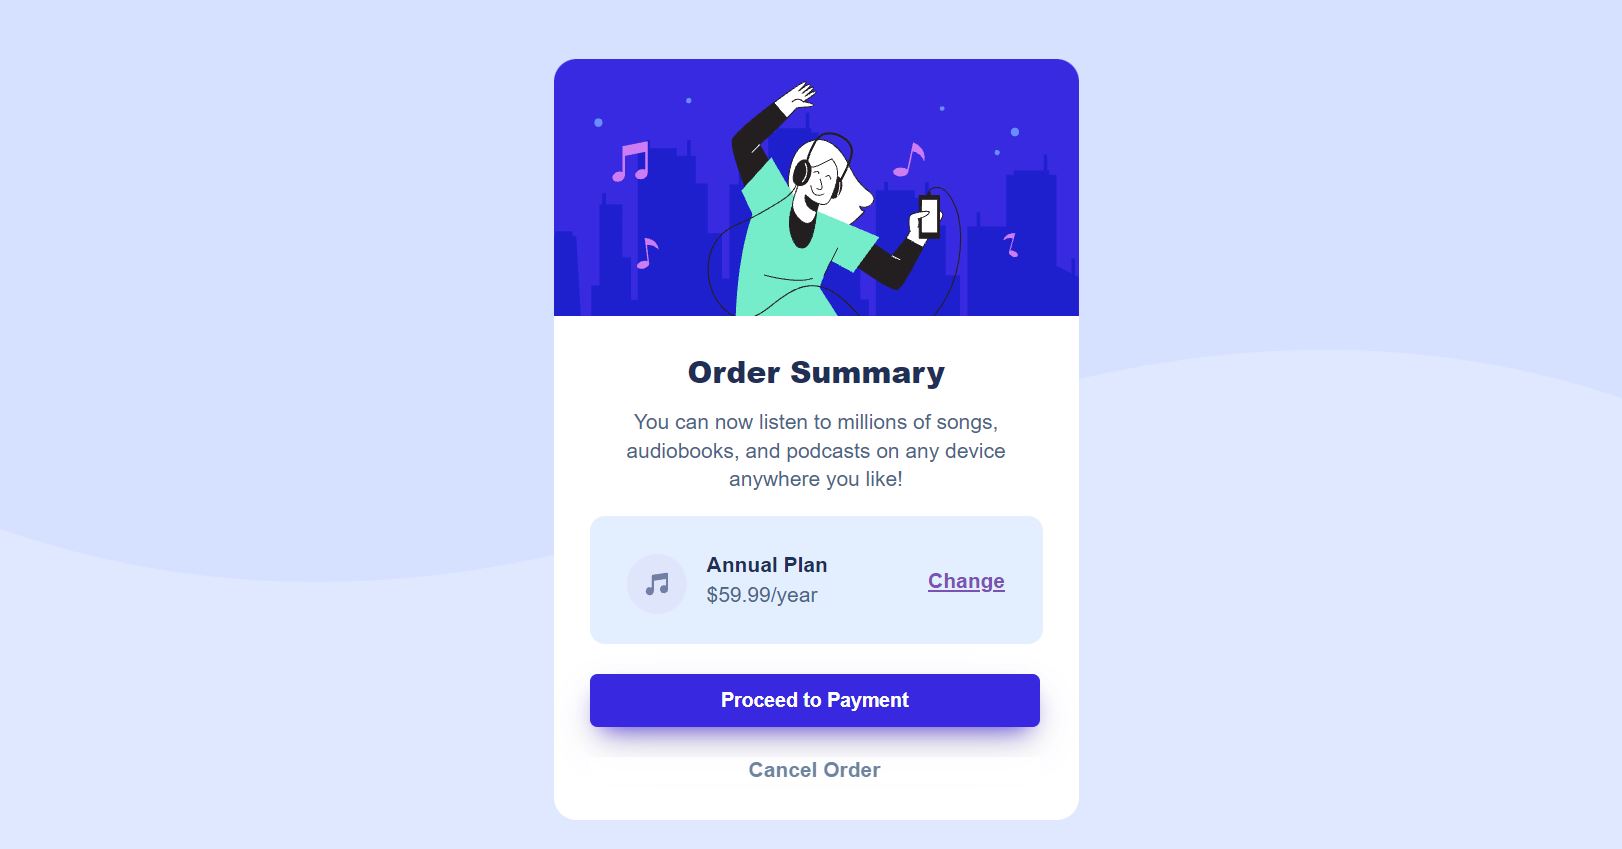 Order Summary
You can now listen to millions of songs,
audiobooks, and podcasts on any device
anywhere you like!
Annual Plan
$59.99/year
Change
Proceed to Payment
Cancel Order